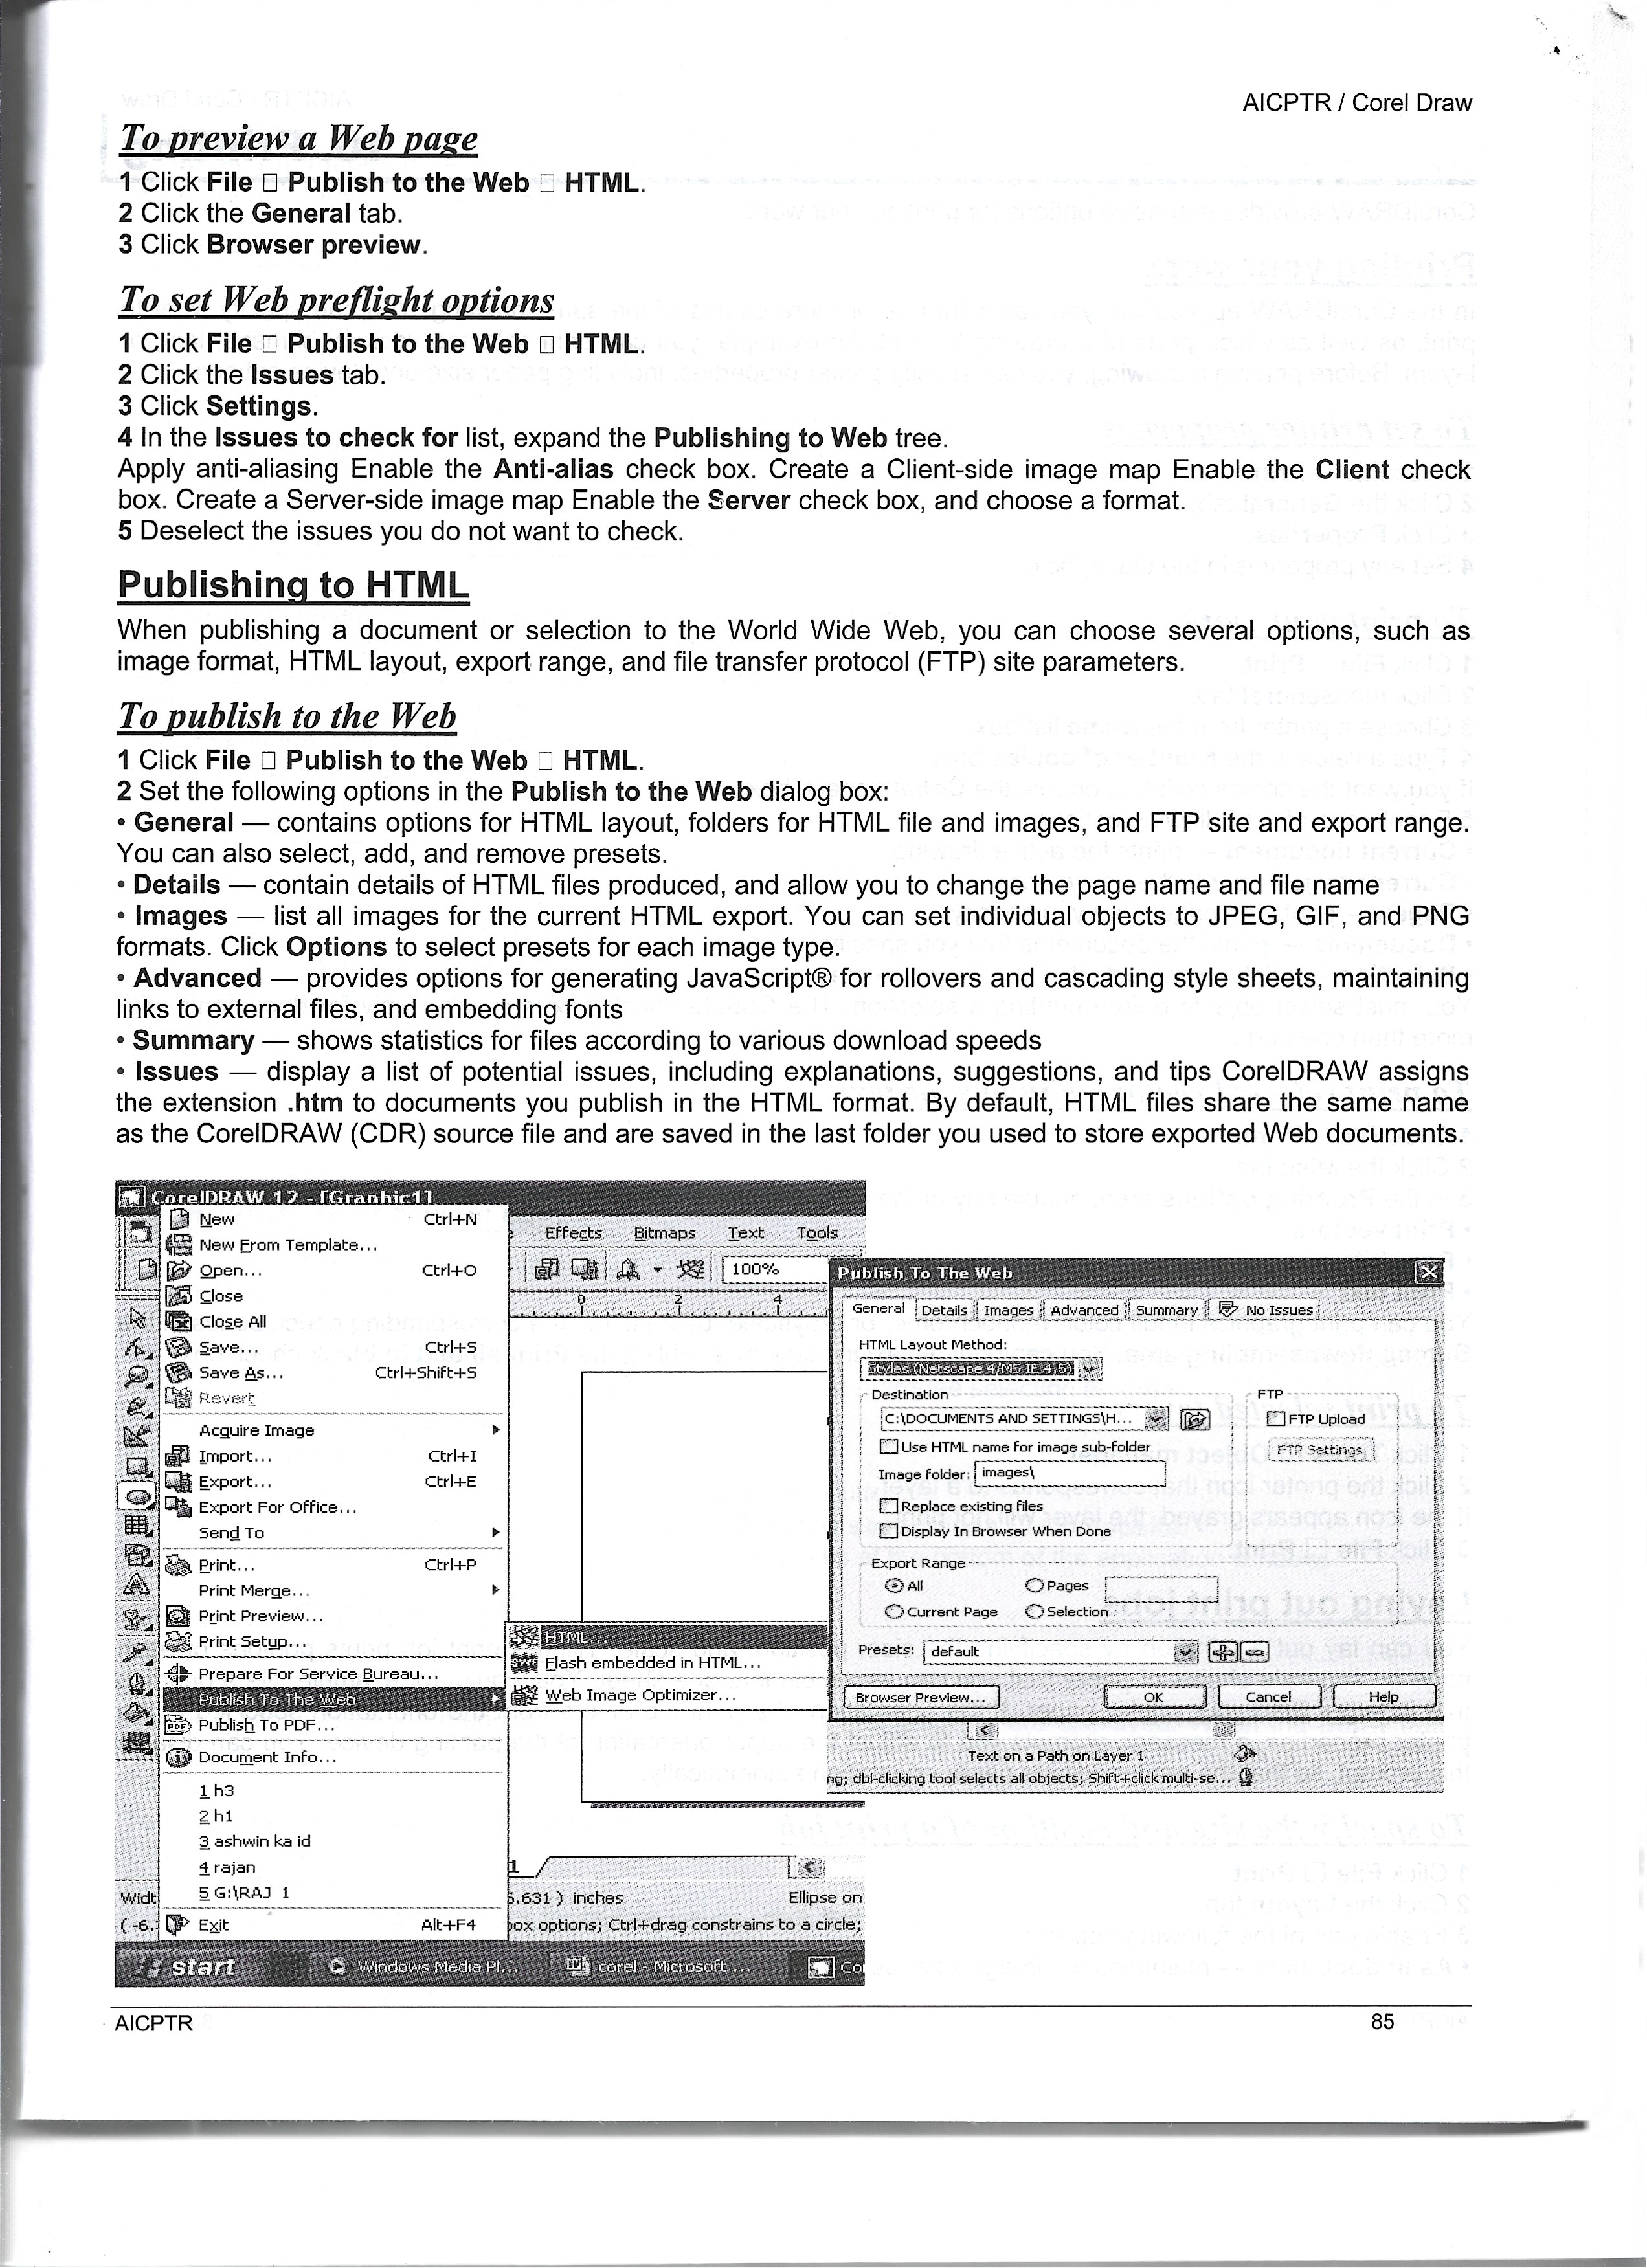 AICPTR / Corel Draw
To preview a Web page
1 Click File □ Publish to the Web □ HTML.
2 Click the General tab.
3 Click Browser preview.
To set Web preflight options
1 Click File □ Publish to the Web □ HTML.
2 Click the Issues tab.
3 Click Settings.
4 In the Issues to check for list, expand the Publishing to Web tree.
Apply anti-aliasing Enable the Anti-alias check box. Create a Client-side image map Enable the Client check
box. Create a Server-side image map Enable the Server check box, and choose a format.
5 Deselect the issues you do not want to check.
Publishing to HTML
When publishing a document or selection to the World Wide Web, you can choose several options, such as
image format, HTML layout, export range, and file transfer protocol (FTP) site parameters.
To publish to the Web
1 Click File □ Publish to the Web □ HTML.
2 Set the following options in the Publish to the Web dialog box:
• General — contains options for HTML layout, folders for HTML file and images, and FTP site and export range.
You can also select, add, and remove presets.
• Details — contain details of HTML files produced, and allow you to change the page name and file name
• Images — list all images for the current HTML export. You can set individual objects to JPEG, GIF, and PNG
formats. Click Options to select presets for each image type.
• Advanced — provides options for generating JavaScript® for rollovers and cascading style sheets, maintaining
links to external files, and embedding fonts
• Summary — shows statistics for files according to various download speeds
• Issues — display a list of potential issues, including explanations, suggestions, and tips CorelDRAW assigns
the extension .htm to documents you publish in the HTML format. By default, HTML files share the same name
as the CorelDRAW (CDR) source file and are saved in the last folder you used to store exported Web documents.
CorelDRAW 12 - [Graphic1]
New Ctrl+N
New From Template...
Open... Ctrl+O
Close
Close All
Save... Ctrl+S
Save As... Ctrl+Shift+S
Revert
Acquire Image
Import... Ctrl+I
Export... Ctrl+E
Export For Office...
Send To
Print... Ctrl+P
Print Merge...
Print Preview...
Print Setup...
Prepare For Service Bureau...
Publish To The Web
Publish To PDF...
Document Info...
1 h3
2 h1
3 ashwin ka id
4 rajan
5 G:\RAJ 1
Exit Alt+F4
Effects Bitmaps Text Tools
100%
0 2 4
HTML...
Flash embedded in HTML...
Web Image Optimizer...
Publish To The Web
General Details Images Advanced Summary No Issues
HTML Layout Method:
Styles (Netscape 4/MS IE 4,5)
Destination
C:\DOCUMENTS AND SETTINGS\H...
Use HTML name for image sub-folder
Image folder: images\
Replace existing files
Display In Browser When Done
FTP
FTP Upload
FTP Settings
Export Range
All Pages
Current Page Selection
Presets: default
Browser Preview... OK Cancel Help
Text on a Path on Layer 1
ng; dbl-clicking tool selects all objects; Shift+click multi-se...
1
Widt 5.631 ) inches Ellipse on
( -6. box options; Ctrl+drag constrains to a circle;
start Windows Media Pl... corel - Microsoft ... Co
AICPTR 85